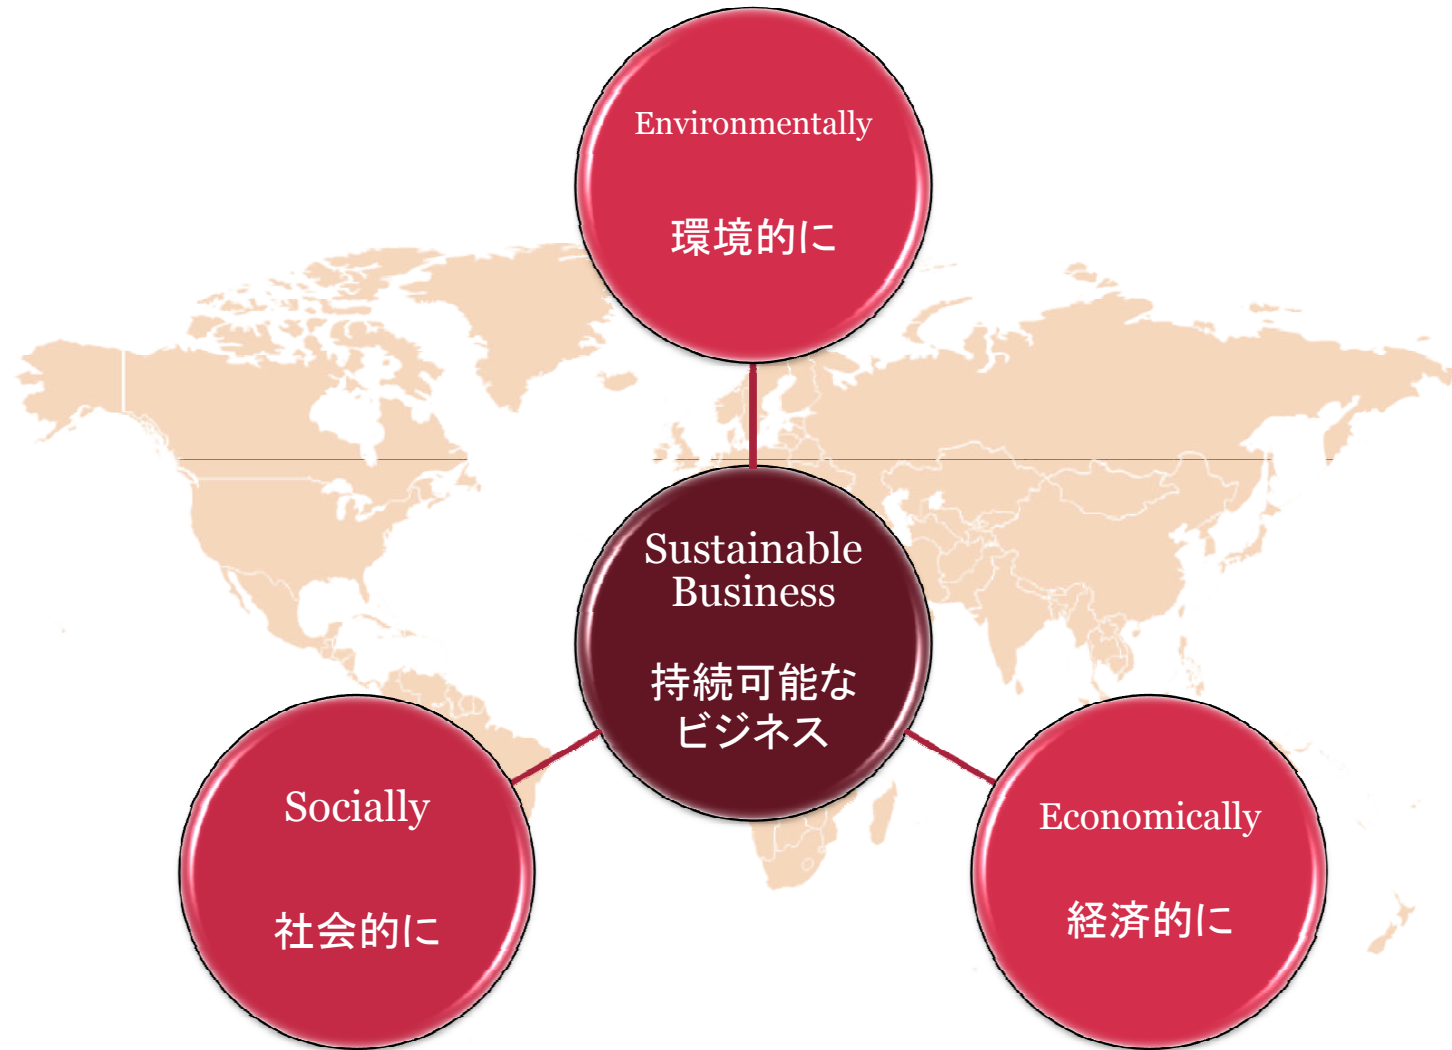 Environmentally
環境的に
Sustainable
Business
持続可能な
ビジネス
Socially
社会的に
Economically
経済的に